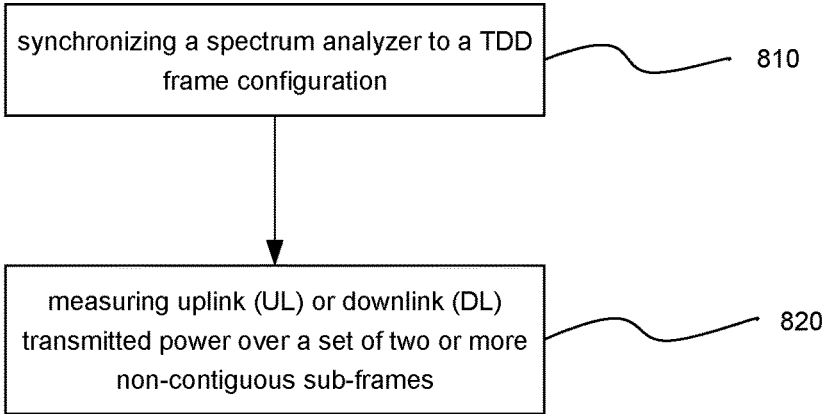 synchronizing a spectrum analyzer to a TDD
frame configuration
810
measuring uplink (UL) or downlink (DL)
transmitted power over a set of two or more
non-contiguous sub-frames
820